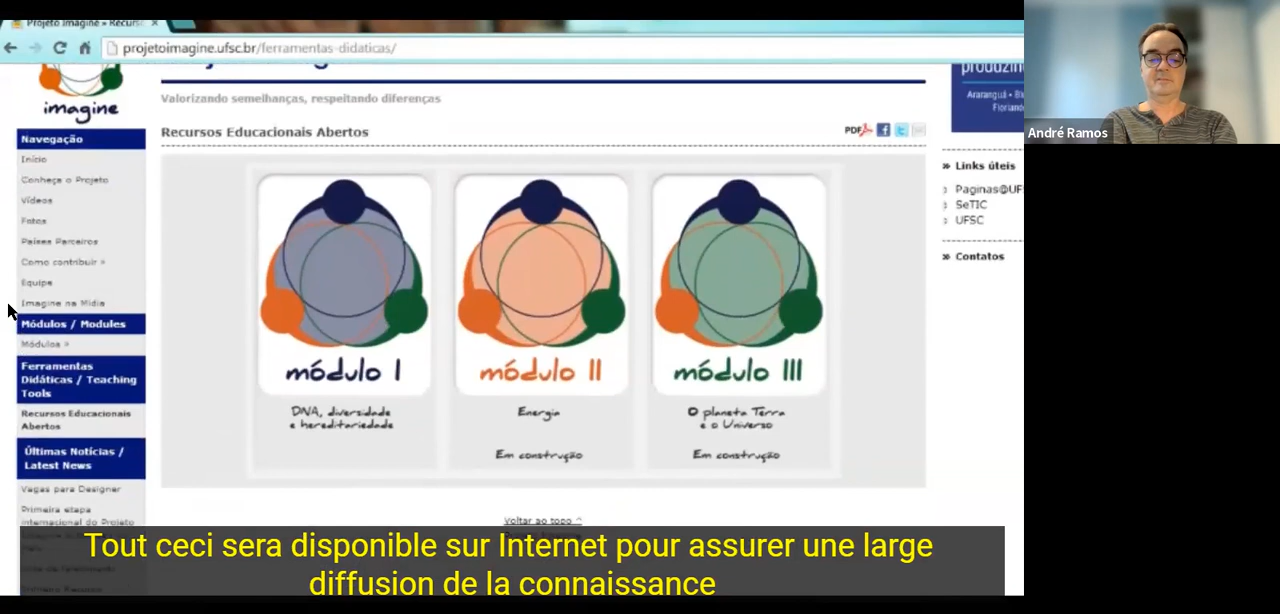 Projeto Imagine » Recurs
projetoimagine.ufsc.br/ferramentas-didaticas/
imagine
Valorizando semelhanças, respeitando diferenças
Recursos Educacionais Abertos
PDF
Navegação
Início
Conheça o Projeto
Vídeos
Fotos
Países Parceiros
Como contribuir »
Equipe
Imagine na Mídia
Módulos / Modules
Módulos »
Ferramentas
Didáticas / Teaching
Tools
Recursos Educacionais
Abertos
Últimas Notícias /
Latest News
Vagas para Designer
Primeira etapa
internacional do Projeto
módulo I
DNA, diversidade
e hereditariedade
módulo II
Energia
Em construção
módulo III
O planeta Terra
e o Universo
Em construção
Voltar ao topo ^
produzin
Araranguá • Bl
Floriano
» Links úteis
Paginas@UFS
SeTIC
UFSC
» Contatos
André Ramos
Tout ceci sera disponible sur Internet pour assurer une large
diffusion de la connaissance